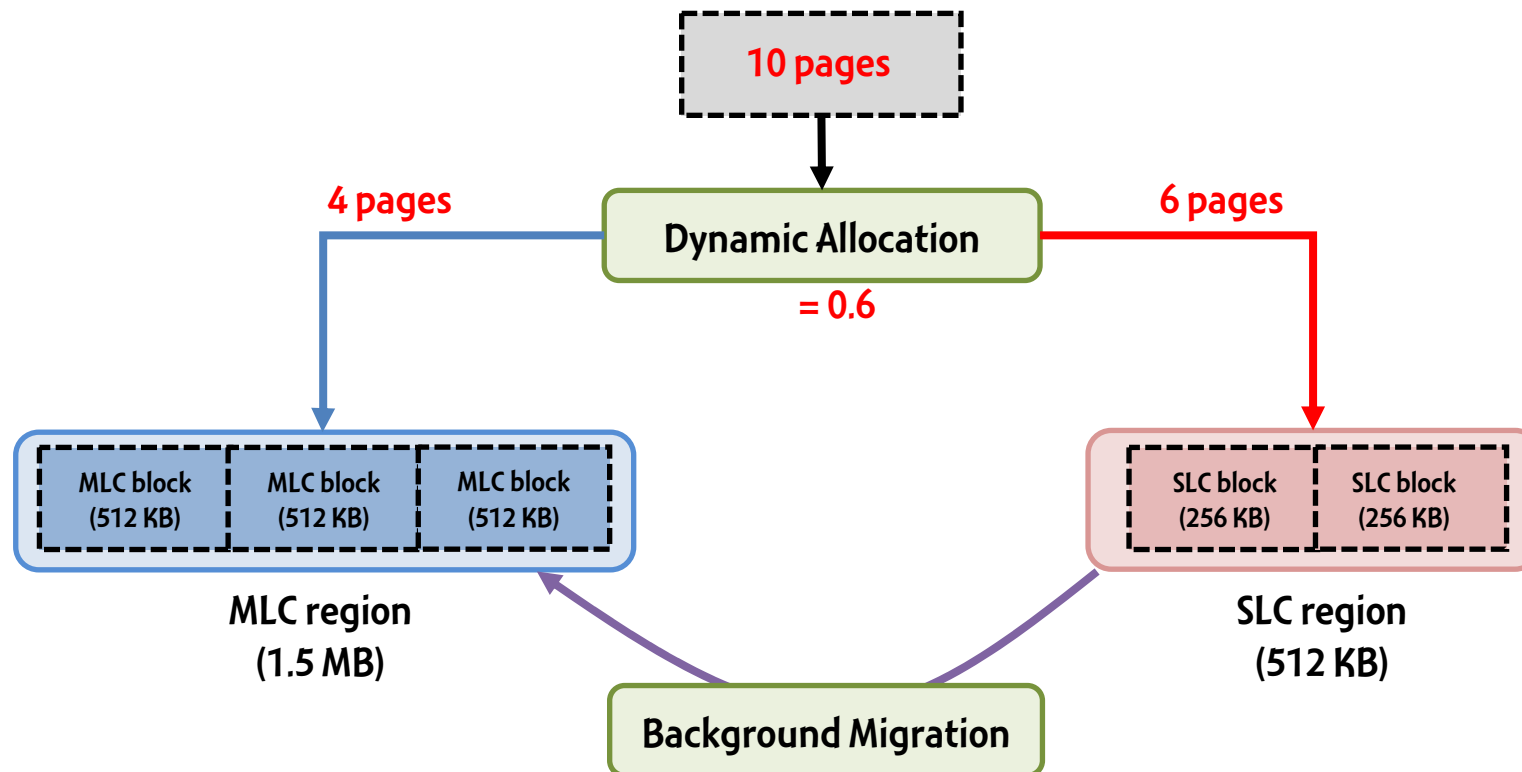 10 pages
4 pages
6 pages
Dynamic Allocation
= 0.6
MLC block
(512 KB)
MLC block
(512 KB)
MLC block
(512 KB)
SLC block
(256 KB)
SLC block
(256 KB)
MLC region
(1.5 MB)
SLC region
(512 KB)
Background Migration